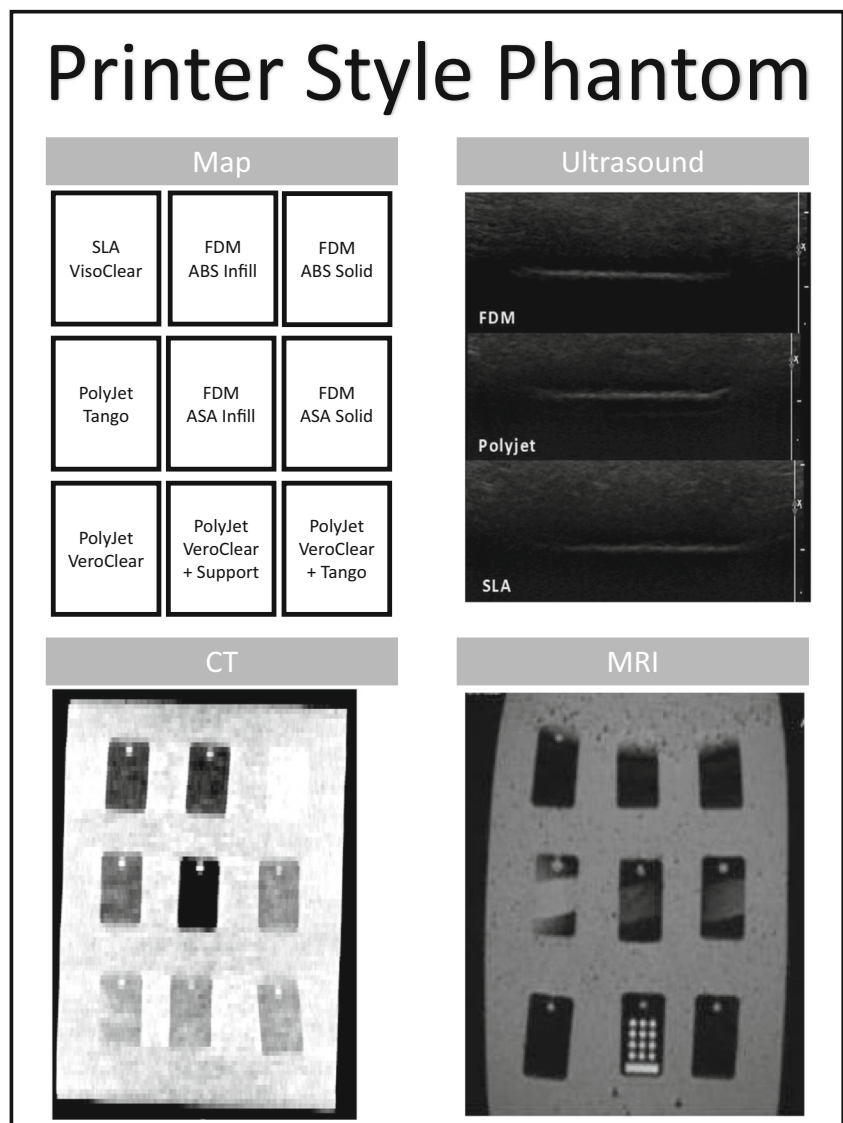 Printer Style Phantom
Map
SLA
VisoClear
FDM
ABS Infill
FDM
ABS Solid
PolyJet
Tango
FDM
ASA Infill
FDM
ASA Solid
PolyJet
VeroClear
PolyJet
VeroClear
+ Support
PolyJet
VeroClear
+ Tango
Ultrasound
FDM
Polyjet
SLA
CT
MRI